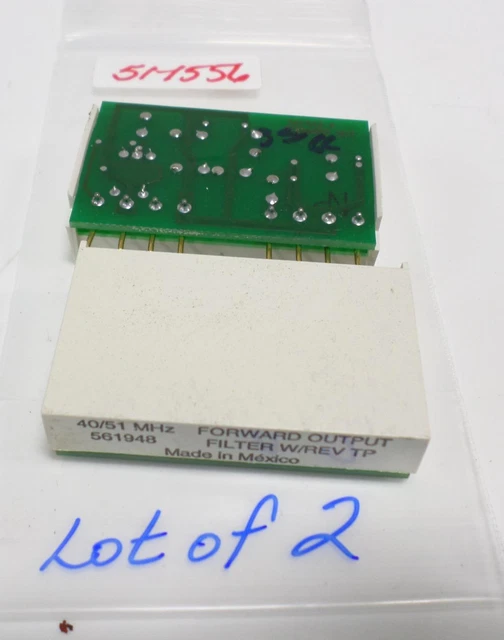 5M556
40/51 MHz FORWARD OUTPUT
561948 FILTER W/REV TP
Made in México
Lot of 2